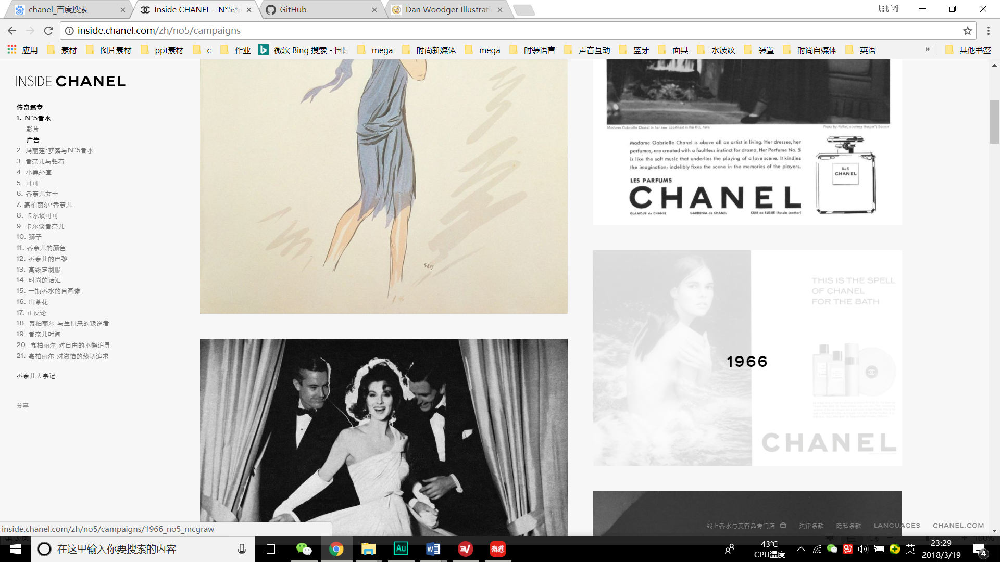 chanel_百度搜索
Inside CHANEL - N°5香
GitHub
Dan Woodger Illustrati
用户1
inside.chanel.com/zh/no5/campaigns
应用 素材 图片素材 ppt素材 c 作业 微软 Bing 搜索 - 国际 mega 时尚新媒体 mega 时装语言 声音互动 蓝牙 面具 水波纹 装置 时尚自媒体 英语 » 其他书签
INSIDE CHANEL
传奇篇章
1. N°5香水
影片
广告
2. 玛丽莲·梦露与N°5香水
3. 香奈儿与钻石
4. 小黑外套
5. 可可
6. 香奈儿女士
7. 嘉柏丽尔·香奈儿
8. 卡尔谈可可
9. 卡尔谈香奈儿
10. 狮子
11. 香奈儿的颜色
12. 香奈儿的巴黎
13. 高级定制服
14. 时尚的语汇
15. 一瓶香水的自画像
16. 山茶花
17. 正反论
18. 嘉柏丽尔 与生俱来的叛逆者
19. 香奈儿时间
20. 嘉柏丽尔 对自由的不懈追寻
21. 嘉柏丽尔 对激情的热切追求
香奈儿大事记
分享
SEM
Madame Gabrielle Chanel in her new apartment in the Ritz, Paris
Photo by Kollar, courtesy Harper's Bazaar
Madame Gabrielle Chanel is above all an artist in living. Her dresses, her
perfumes, are created with a faultless instinct for drama. Her Perfume No. 5
is like the soft music that underlies the playing of a love scene. It kindles
the imagination; indelibly fixes the scene in the memories of the players.
LES PARFUMS
CHANEL
GLAMOUR de CHANEL GARDENIA de CHANEL CUIR de RUSSIE (Russia Leather)
No.5
CHANEL
THIS IS THE SPELL
OF CHANEL
FOR THE BATH
1966
CHANEL
线上香水与美容品专门店 法律条款 隐私条款 LANGUAGES CHANEL.COM
inside.chanel.com/zh/no5/campaigns/1966_no5_mcgraw
100%
在这里输入你要搜索的内容
Au
有道
43°C
CPU温度
英
23:29
2018/3/19
4